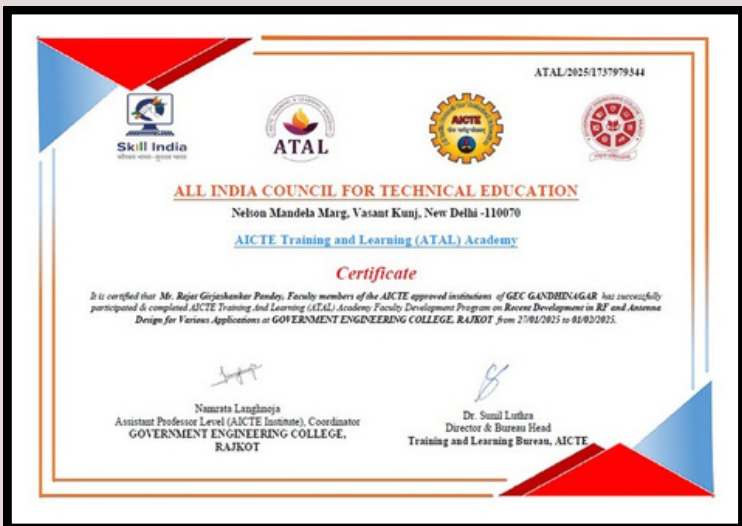 ATAL/2025/1737979344
Skill India
कौशल भारत-कुशल भारत
ATAL
AICTE
ALL INDIA COUNCIL FOR TECHNICAL EDUCATION
Nelson Mandela Marg, Vasant Kunj, New Delhi -110070
AICTE Training and Learning (ATAL) Academy
Certificate
It is certified that Mr. Rajat Girjashanker Pandey, Faculty members of the AICTE approved institutions of GEC GANDHINAGAR has successfully
participated & completed AICTE Training And Learning (ATAL) Academy Faculty Development Program on Recent Development in RF and Antenna
Design for Various Applications at GOVERNMENT ENGINEERING COLLEGE, RAJKOT from 27/01/2025 to 01/02/2025.
Namrata Langhnoja
Assistant Professor Level (AICTE Institute), Coordinator
GOVERNMENT ENGINEERING COLLEGE,
RAJKOT
Dr. Sunil Luthra
Director & Bureau Head
Training and Learning Bureau, AICTE